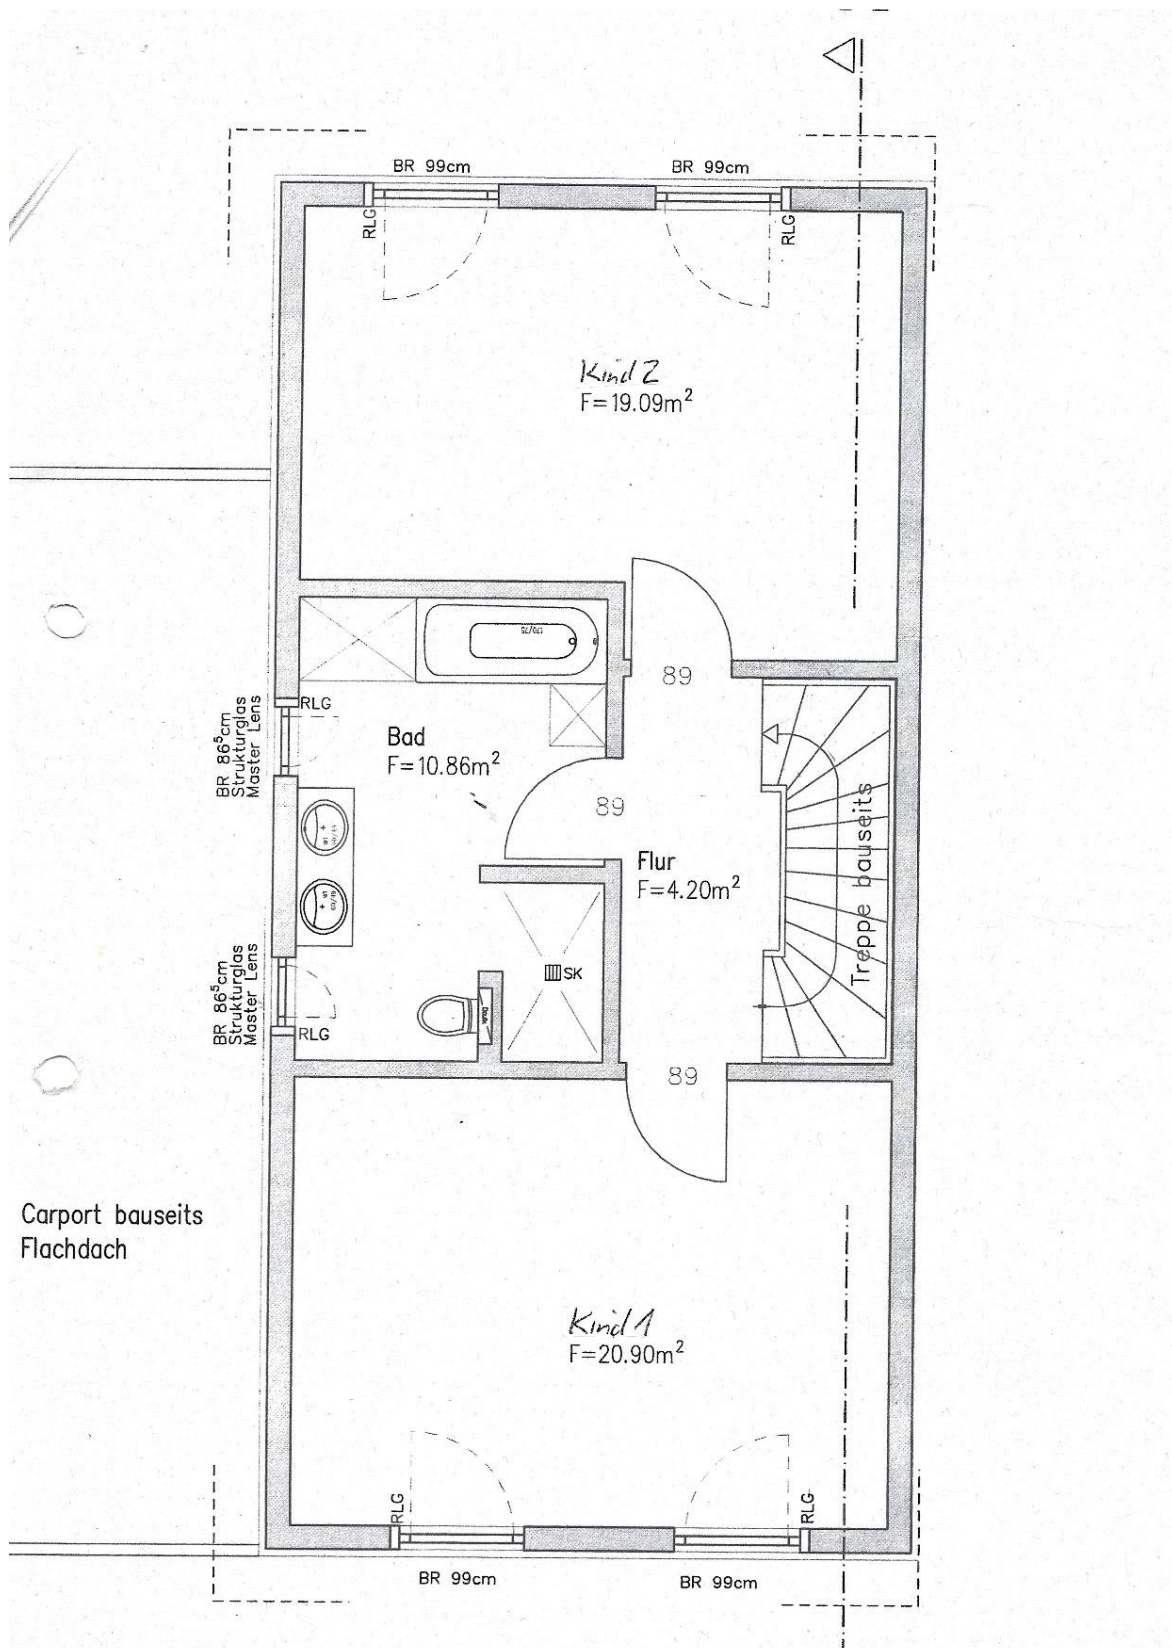 BR 99cm
BR 99cm
RLG
RLG
Kind 2
F=19.09m²
170/75
89
RLG
BR 86⁵cm
Strukturglas
Master Lens
Bad
F=10.86m²
89
Flur
F=4.20m²
Treppe bauseits
SK
BR 86⁵cm
Strukturglas
Master Lens
RLG
89
Carport bauseits
Flachdach
Kind 1
F=20.90m²
RLG
RLG
BR 99cm
BR 99cm